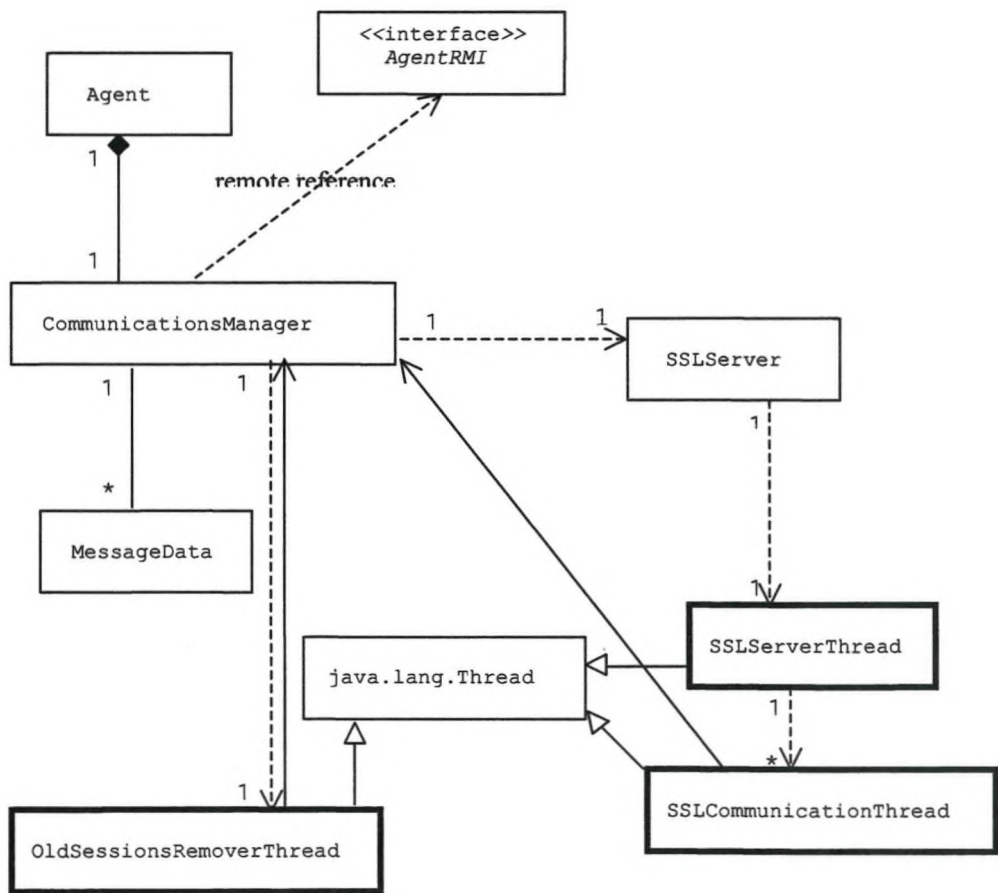 <<interface>>
AgentRMI
Agent
1
remote reference
1
CommunicationsManager
1
1
SSLServer
1
1
1
*
MessageData
1
SSLServerThread
java.lang.Thread
1
*
1
SSLCommunicationThread
OldSessionsRemoverThread